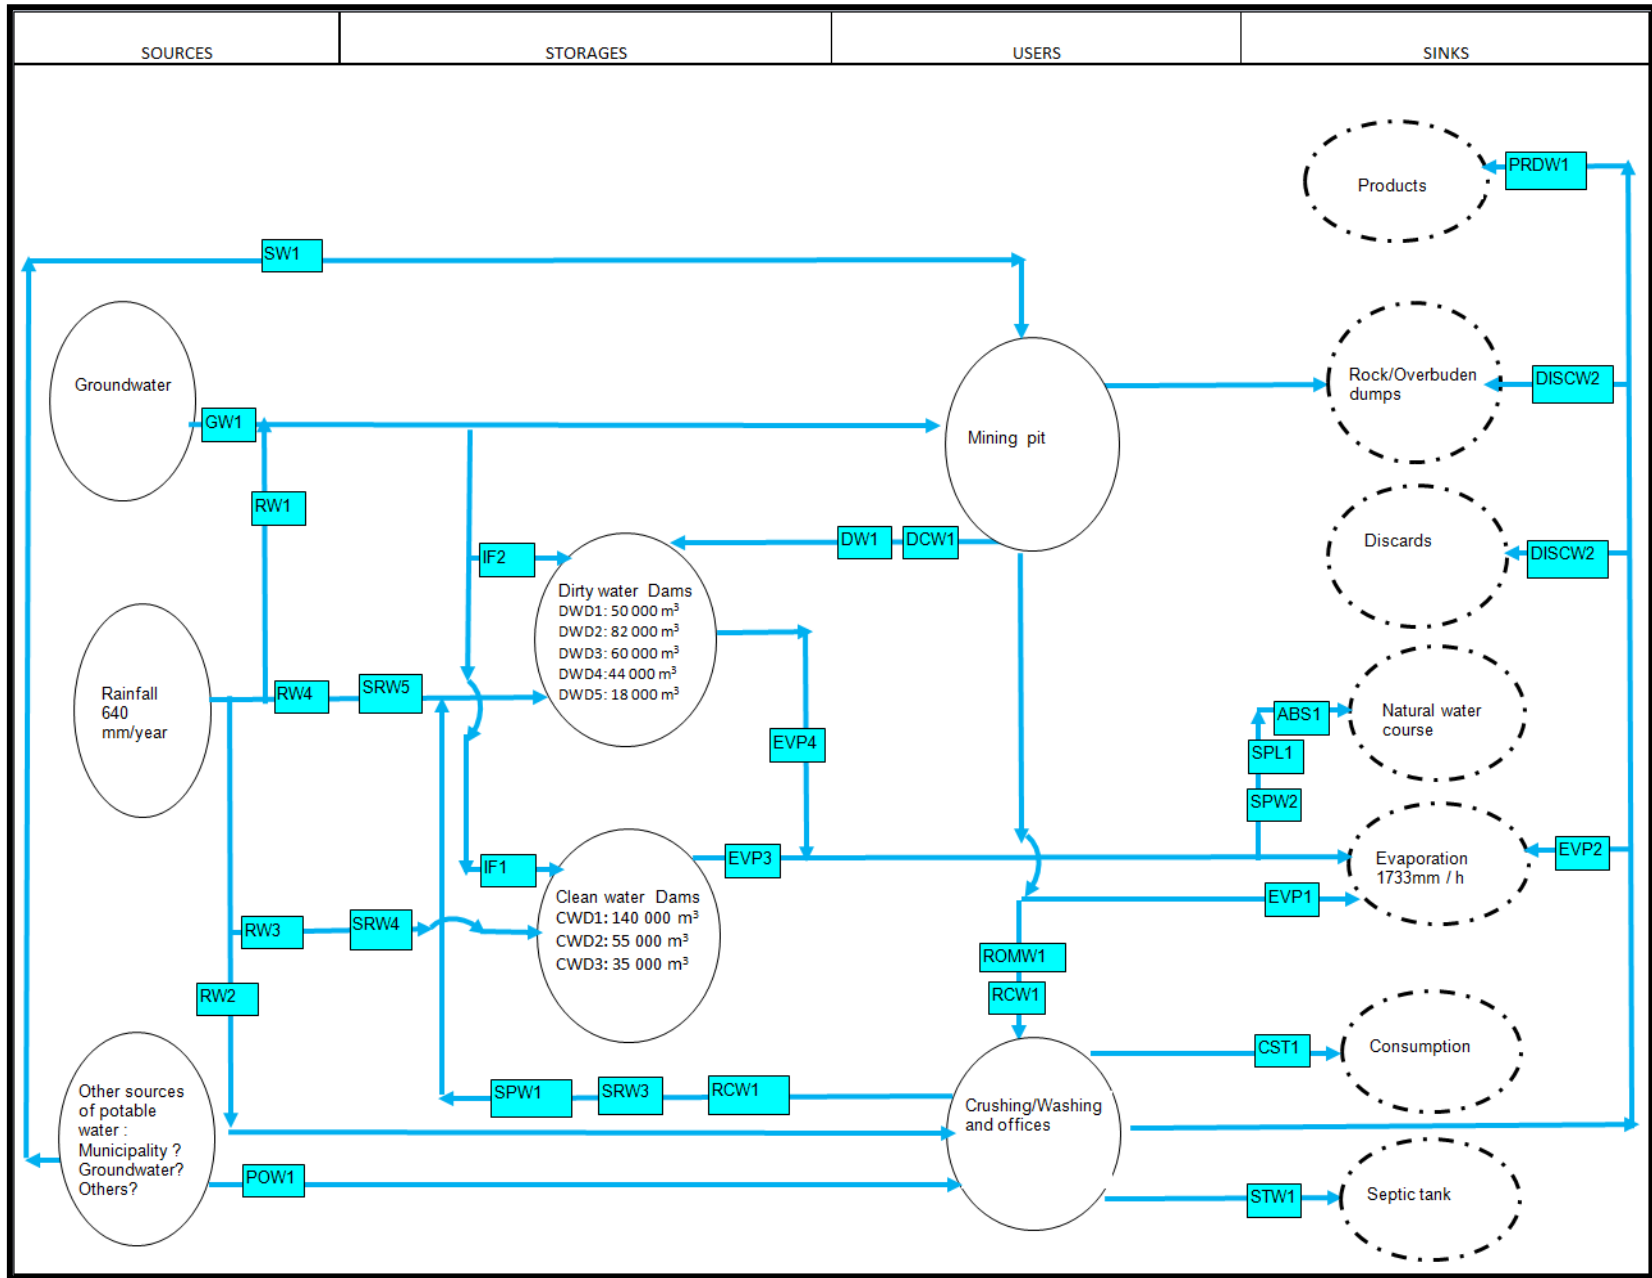 SOURCES
STORAGES
USERS
SINKS
PRDW1
Products
SW1
Groundwater
Rock/Overbuden
dumps
DISCW2
GW1
Mining pit
RW1
DW1
DCW1
Discards
DISCW2
IF2
Dirty water Dams
DWD1: 50 000 m³
DWD2: 82 000 m³
DWD3: 60 000 m³
DWD4:44 000 m³
DWD5: 18 000 m³
Rainfall
640
mm/year
RW4
SRW5
EVP4
ABS1
SPL1
SPW2
Natural water
course
IF1
EVP3
Evaporation
1733mm / h
EVP2
EVP1
Clean water Dams
CWD1: 140 000 m³
CWD2: 55 000 m³
CWD3: 35 000 m³
RW3
SRW4
ROMW1
RCW1
RW2
CST1
Consumption
Other sources
of potable
water :
Municipality ?
Groundwater?
Others?
SPW1
SRW3
RCW1
Crushing/Washing
and offices
POW1
STW1
Septic tank